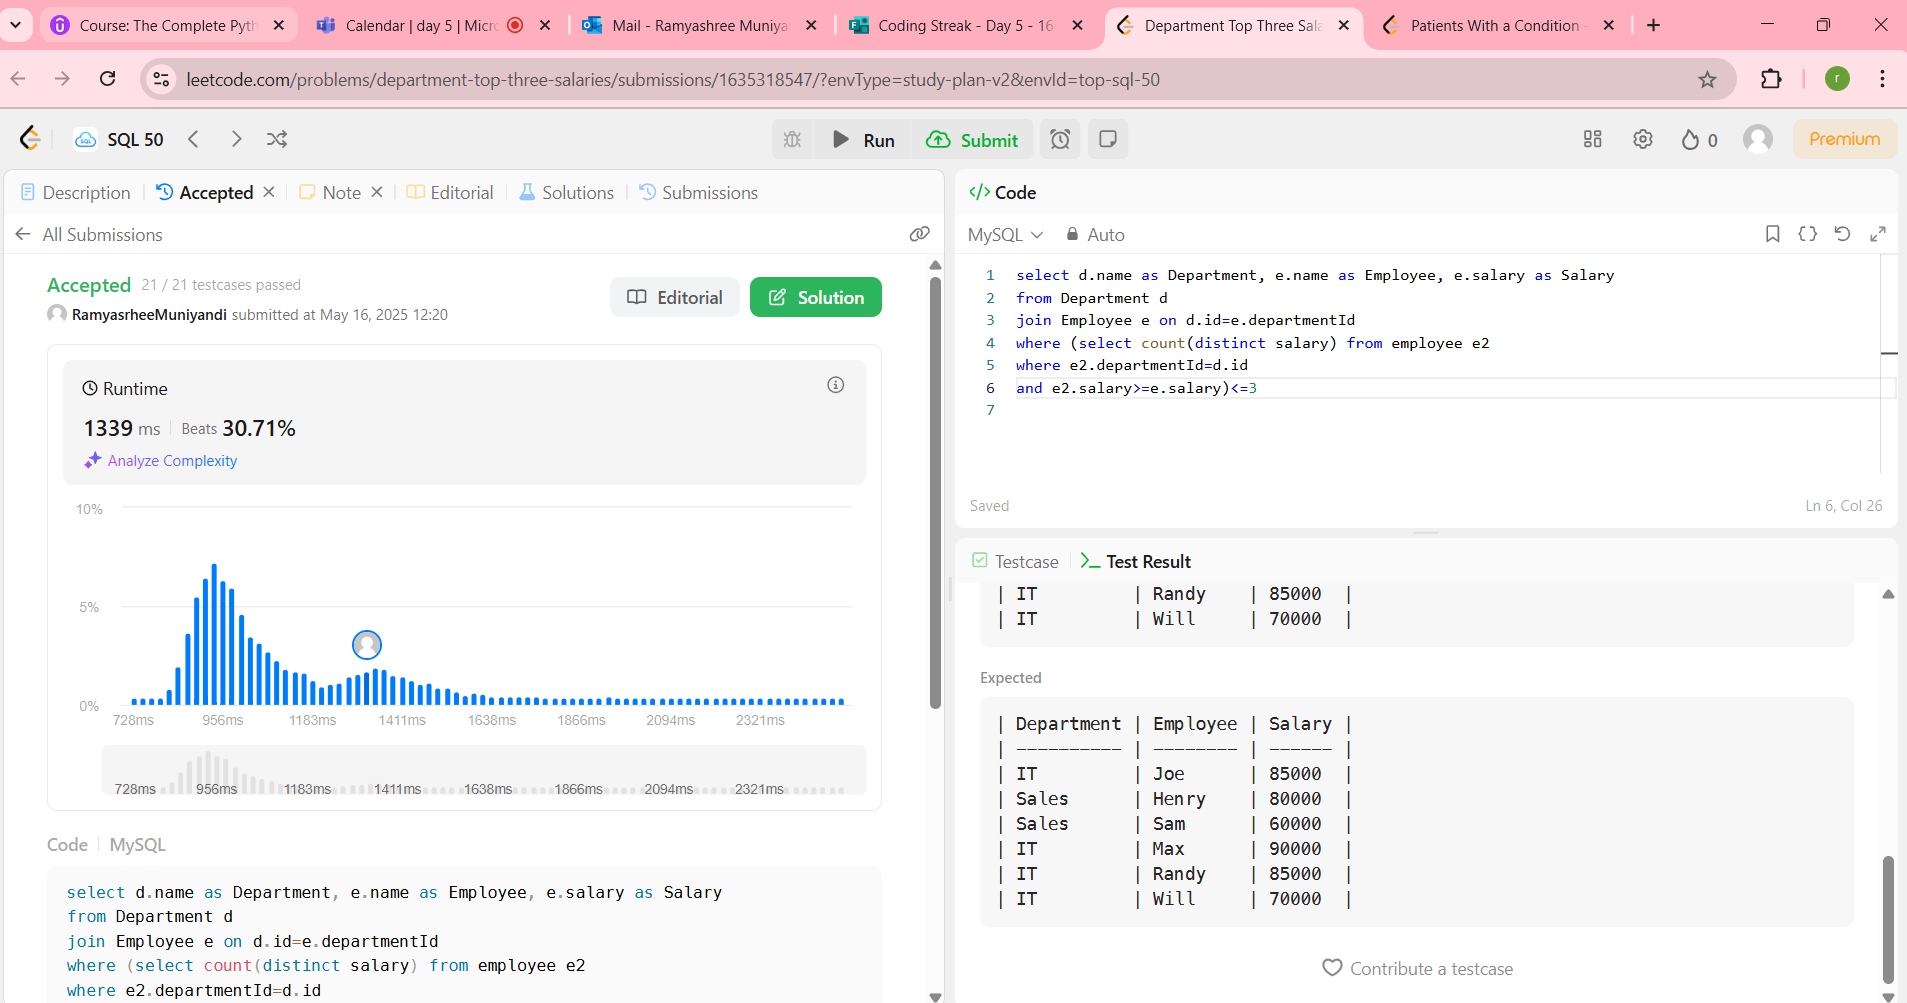 Course: The Complete Pyth
Calendar | day 5 | Micro
Mail - Ramyashree Muniya
Coding Streak - Day 5 - 16
Department Top Three Sala
Patients With a Condition -
leetcode.com/problems/department-top-three-salaries/submissions/1635318547/?envType=study-plan-v2&envId=top-sql-50
r
SQL 50
Run
Submit
0
Premium
Description
Accepted
Note
Editorial
Solutions
Submissions
All Submissions
Accepted 21 / 21 testcases passed
RamyasrheeMuniyandi submitted at May 16, 2025 12:20
Editorial
Solution
Runtime
1339 ms Beats 30.71%
Analyze Complexity
10%
5%
0%
728ms 956ms 1183ms 1411ms 1638ms 1866ms 2094ms 2321ms
728ms 956ms 1183ms 1411ms 1638ms 1866ms 2094ms 2321ms
Code MySQL
select d.name as Department, e.name as Employee, e.salary as Salary
from Department d
join Employee e on d.id=e.departmentId
where (select count(distinct salary) from employee e2
where e2.departmentId=d.id
</> Code
MySQL Auto
1 select d.name as Department, e.name as Employee, e.salary as Salary
2 from Department d
3 join Employee e on d.id=e.departmentId
4 where (select count(distinct salary) from employee e2
5 where e2.departmentId=d.id
6 and e2.salary>=e.salary)<=3
7
Saved
Ln 6, Col 26
Testcase
Test Result
| IT | Randy | 85000 |
| IT | Will | 70000 |
Expected
| Department | Employee | Salary |
| ---------- | -------- | ------ |
| IT | Joe | 85000 |
| Sales | Henry | 80000 |
| Sales | Sam | 60000 |
| IT | Max | 90000 |
| IT | Randy | 85000 |
| IT | Will | 70000 |
Contribute a testcase